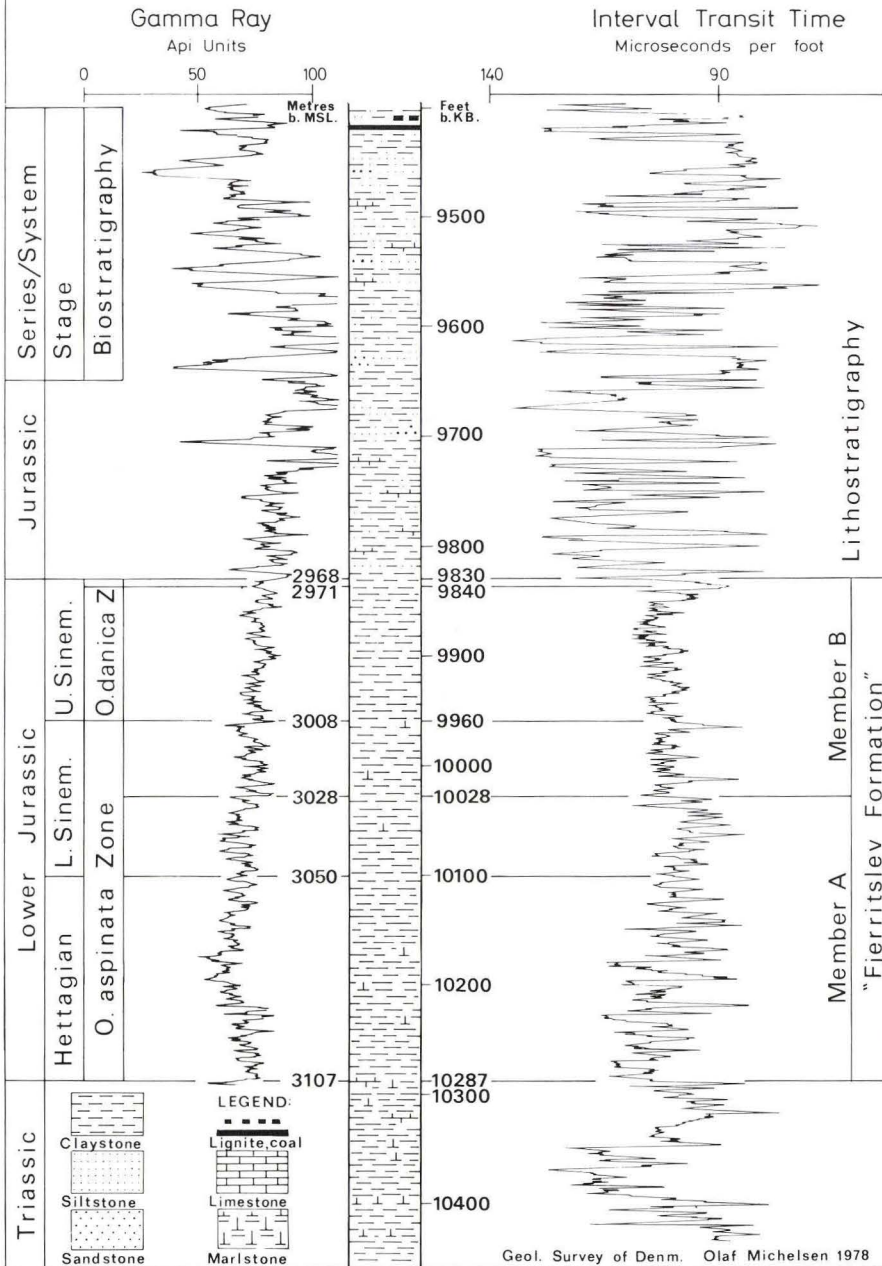 Gamma Ray
Api Units
0 50 100
Interval Transit Time
Microseconds per foot
140 90
Metres
b. MSL.
Feet
b.KB.
Series/System
Stage
Biostratigraphy
Lithostratigraphy
9500
9600
9700
9800
Jurassic
2968 9830
2971 9840
9900
3008 9960
10000
3028 10028
3050 10100
10200
3107 10287
10300
10400
Lower Jurassic
U. Sinem.
L. Sinem.
Hettagian
O.danica Z
O. aspinata Zone
Member B
Member A
"Fjerritslev Formation"
Triassic
LEGEND:
Claystone
Lignite,coal
Siltstone
Limestone
Sandstone
Marlstone
Geol. Survey of Denm. Olaf Michelsen 1978